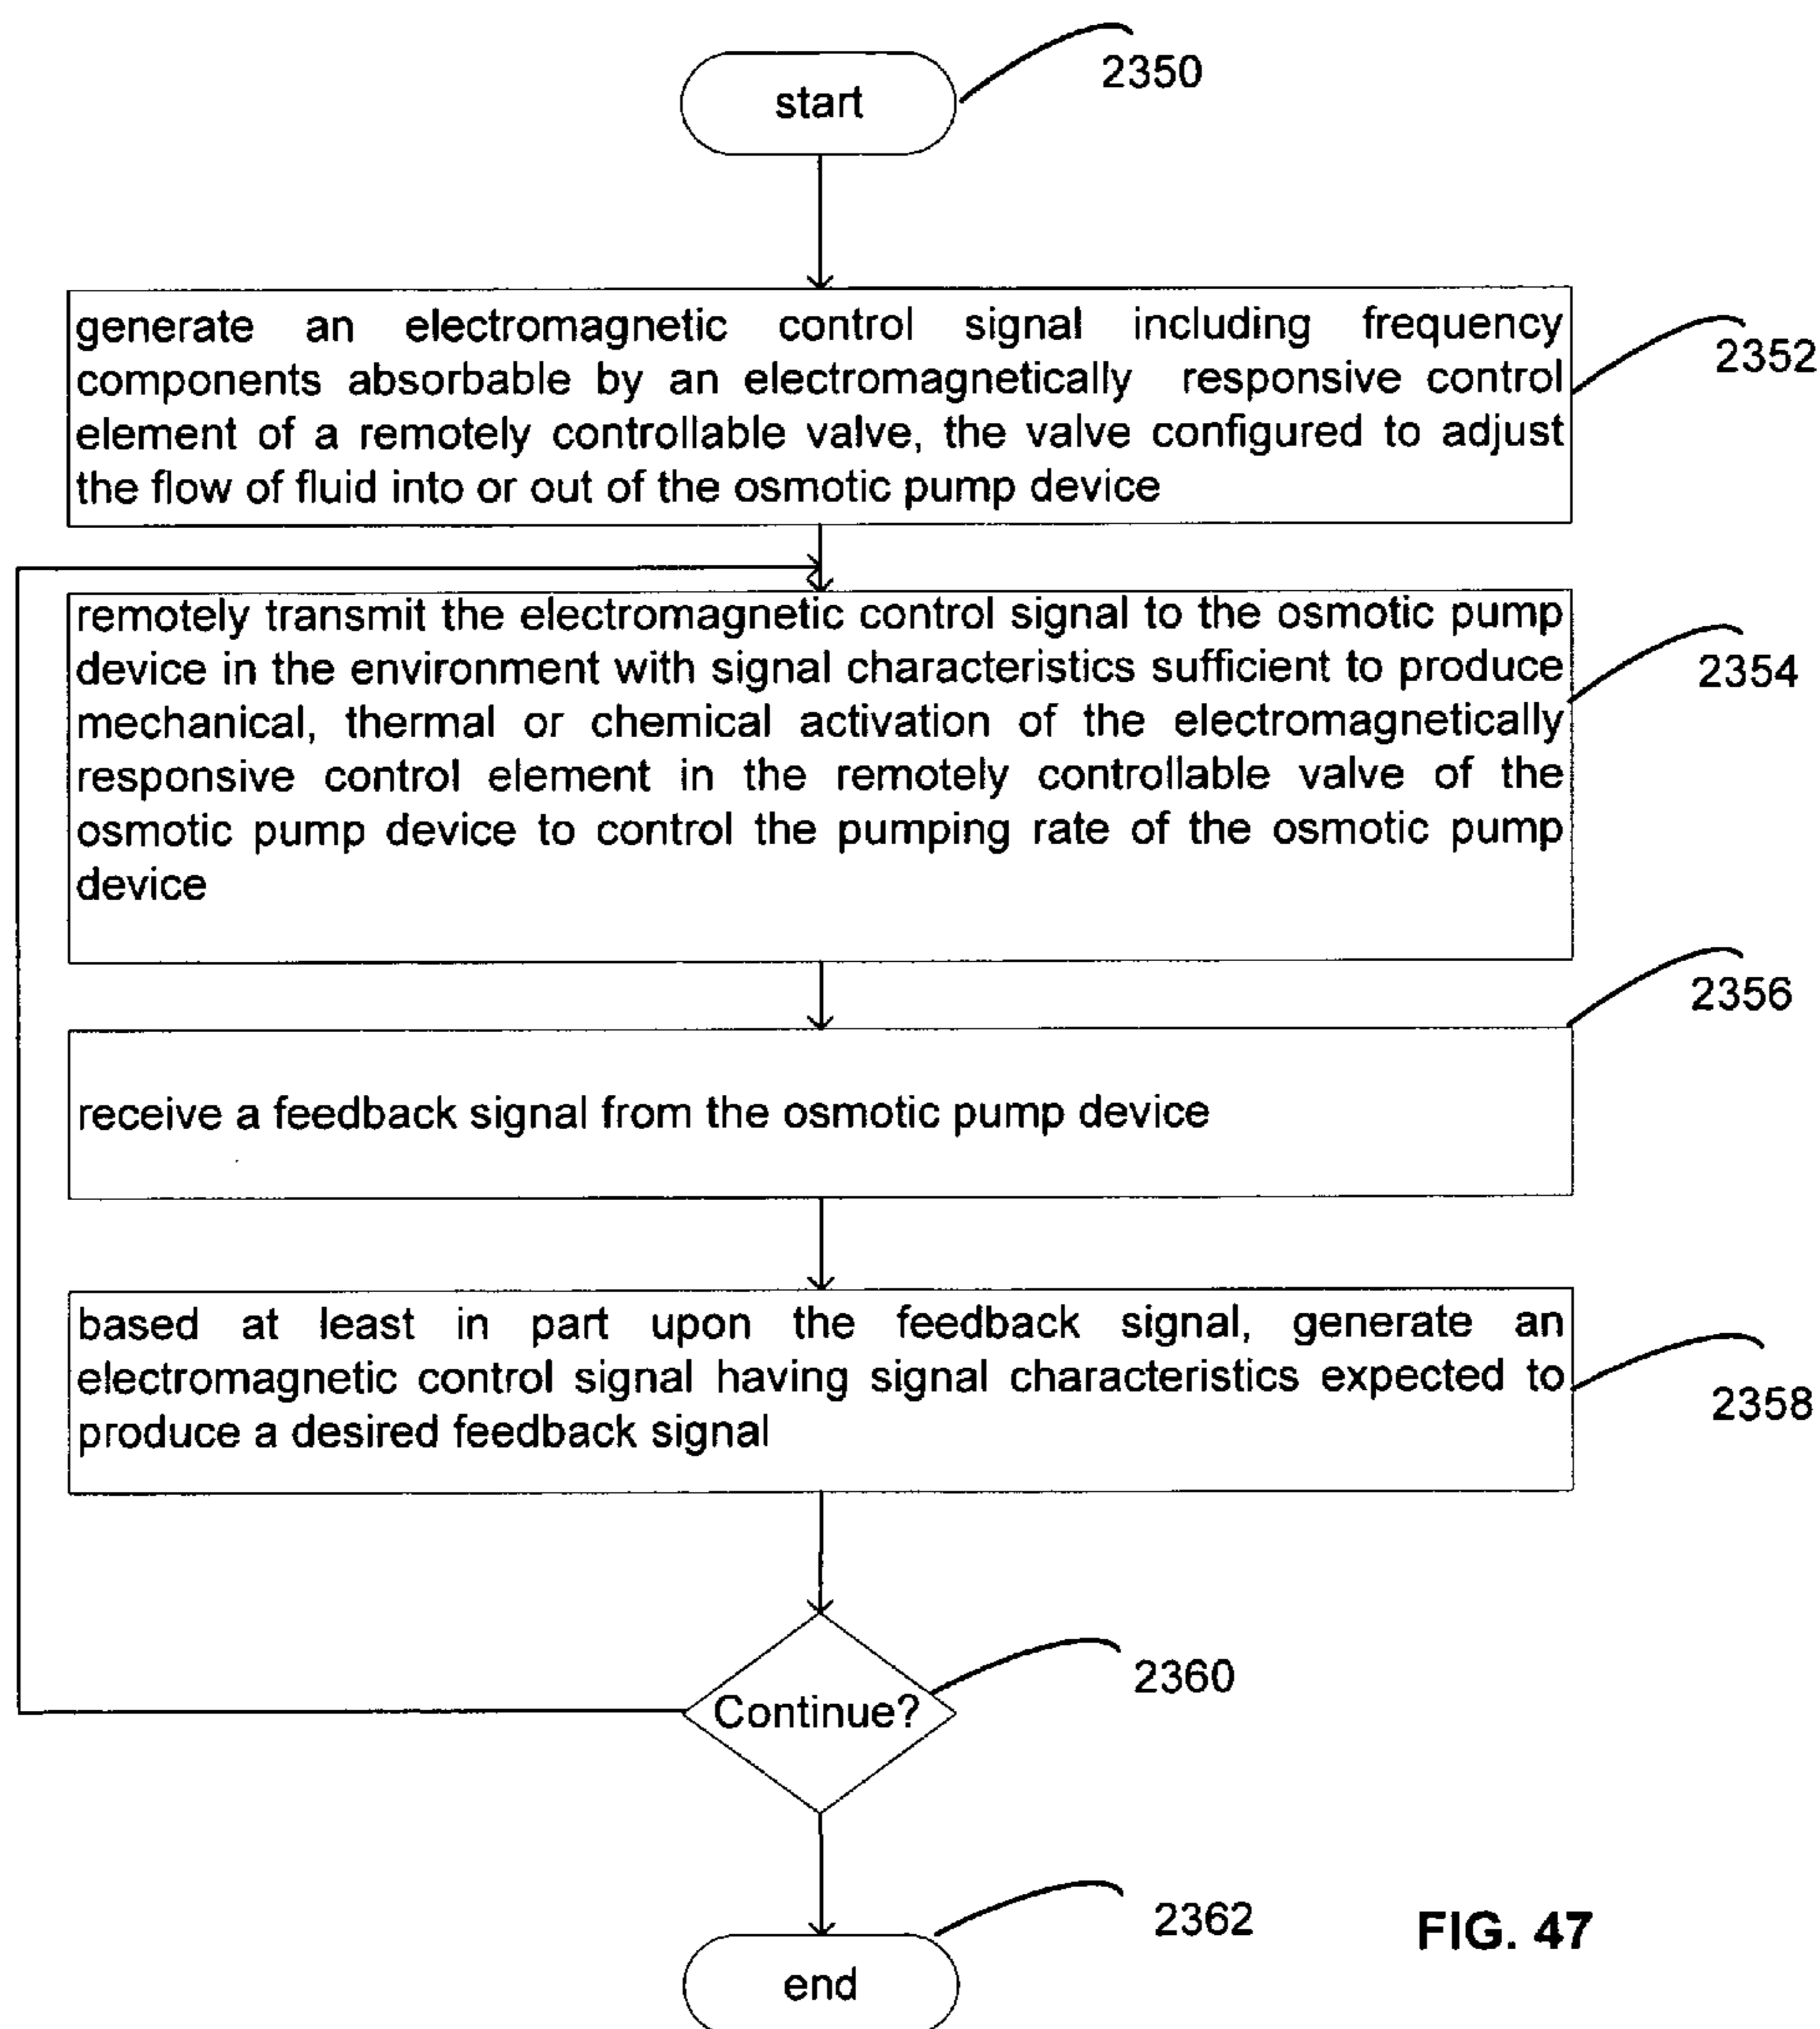 start
2350
generate an electromagnetic control signal including frequency
components absorbable by an electromagnetically responsive control
element of a remotely controllable valve, the valve configured to adjust
the flow of fluid into or out of the osmotic pump device
2352
remotely transmit the electromagnetic control signal to the osmotic pump
device in the environment with signal characteristics sufficient to produce
mechanical, thermal or chemical activation of the electromagnetically
responsive control element in the remotely controllable valve of the
osmotic pump device to control the pumping rate of the osmotic pump
device
2354
2356
receive a feedback signal from the osmotic pump device
based at least in part upon the feedback signal, generate an
electromagnetic control signal having signal characteristics expected to
produce a desired feedback signal
2358
2360
Continue?
2362
end
FIG. 47